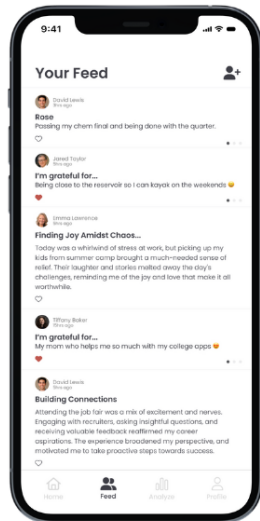 9:41
Your Feed
David Lewis
Rose
Passing my chem final and being done with the quarter.
Jared Taylor
I'm grateful for...
Being close to the reservoir so I can kayak on the weekends
Emma Lawrence
Finding Joy Amidst Chaos...
Today was a whirlwind of stress at work, but picking up my
kids from summer camp brought a much-needed sense of
relief. Their laughter and stories melted away the day's
challenges, reminding me of the joy and love that make it all
worthwhile.
Tiffany Baker
I'm grateful for...
My mom who helps me so much with my college apps
David Lewis
Building Connections
Attending the job fair was a mix of excitement and nerves.
Engaging with recruiters, asking insightful questions, and
receiving valuable feedback reaffirmed my career
aspirations. The experience broadened my perspective, and
motivated me to take proactive steps towards success.
Home
Feed
Analyze
Profile